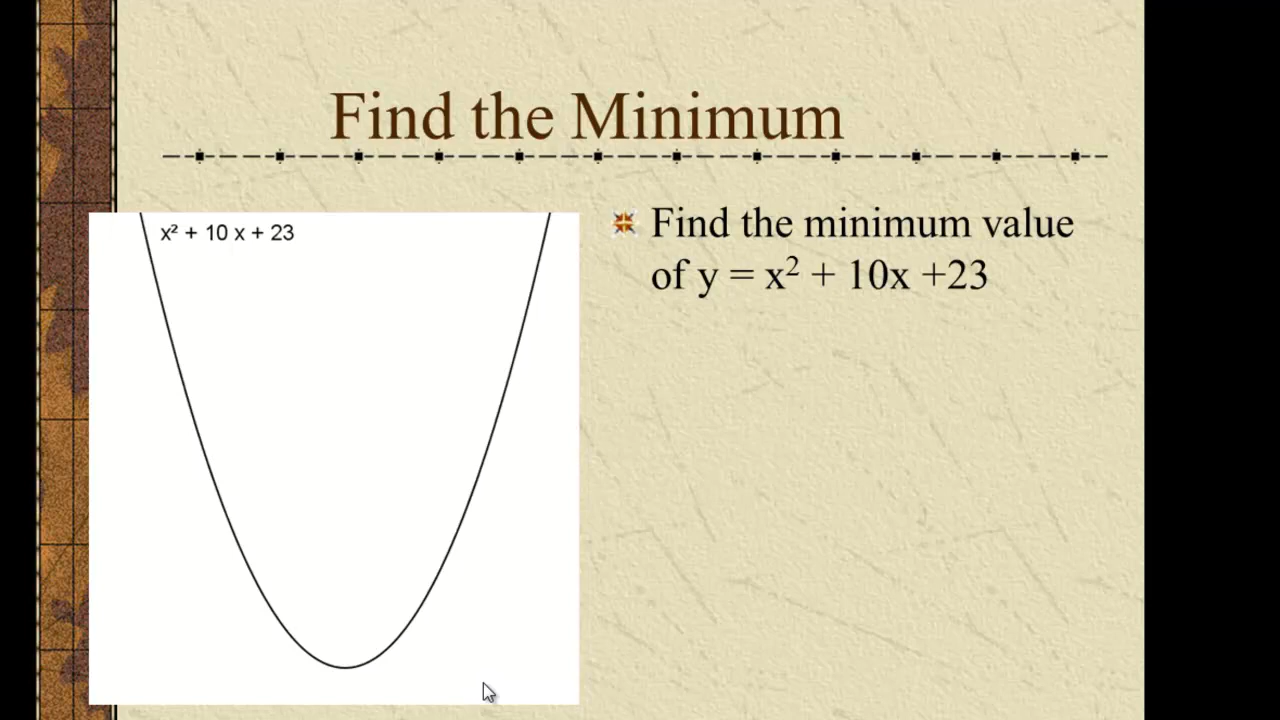 Find the Minimum
x² + 10 x + 23
Find the minimum value
of y = x² + 10x +23